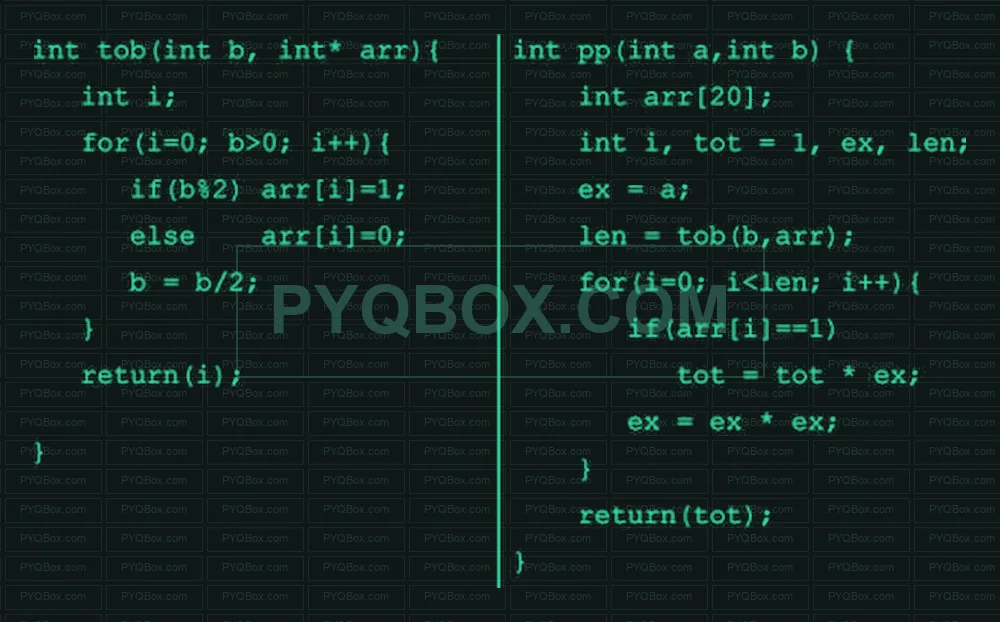 int tob(int b, int* arr){
int i;
for(i=0; b>0; i++){
if(b%2) arr[i]=1;
else arr[i]=0;
b = b/2;
}
return(i);
}
int pp(int a,int b) {
int arr[20];
int i, tot = 1, ex, len;
ex = a;
len = tob(b,arr);
for(i=0; i<len; i++){
if(arr[i]==1)
tot = tot * ex;
ex = ex * ex;
}
return(tot);
}
PYQBOX.COM
PYQBox.com